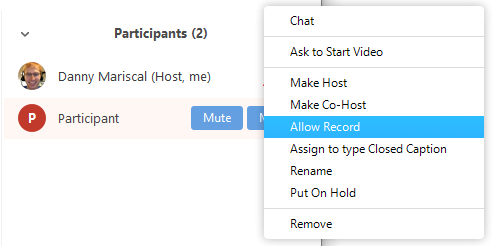 Participants (2)
Danny Mariscal (Host, me)
P Participant Mute M
Chat
Ask to Start Video
Make Host
Make Co-Host
Allow Record
Assign to type Closed Caption
Rename
Put On Hold
Remove